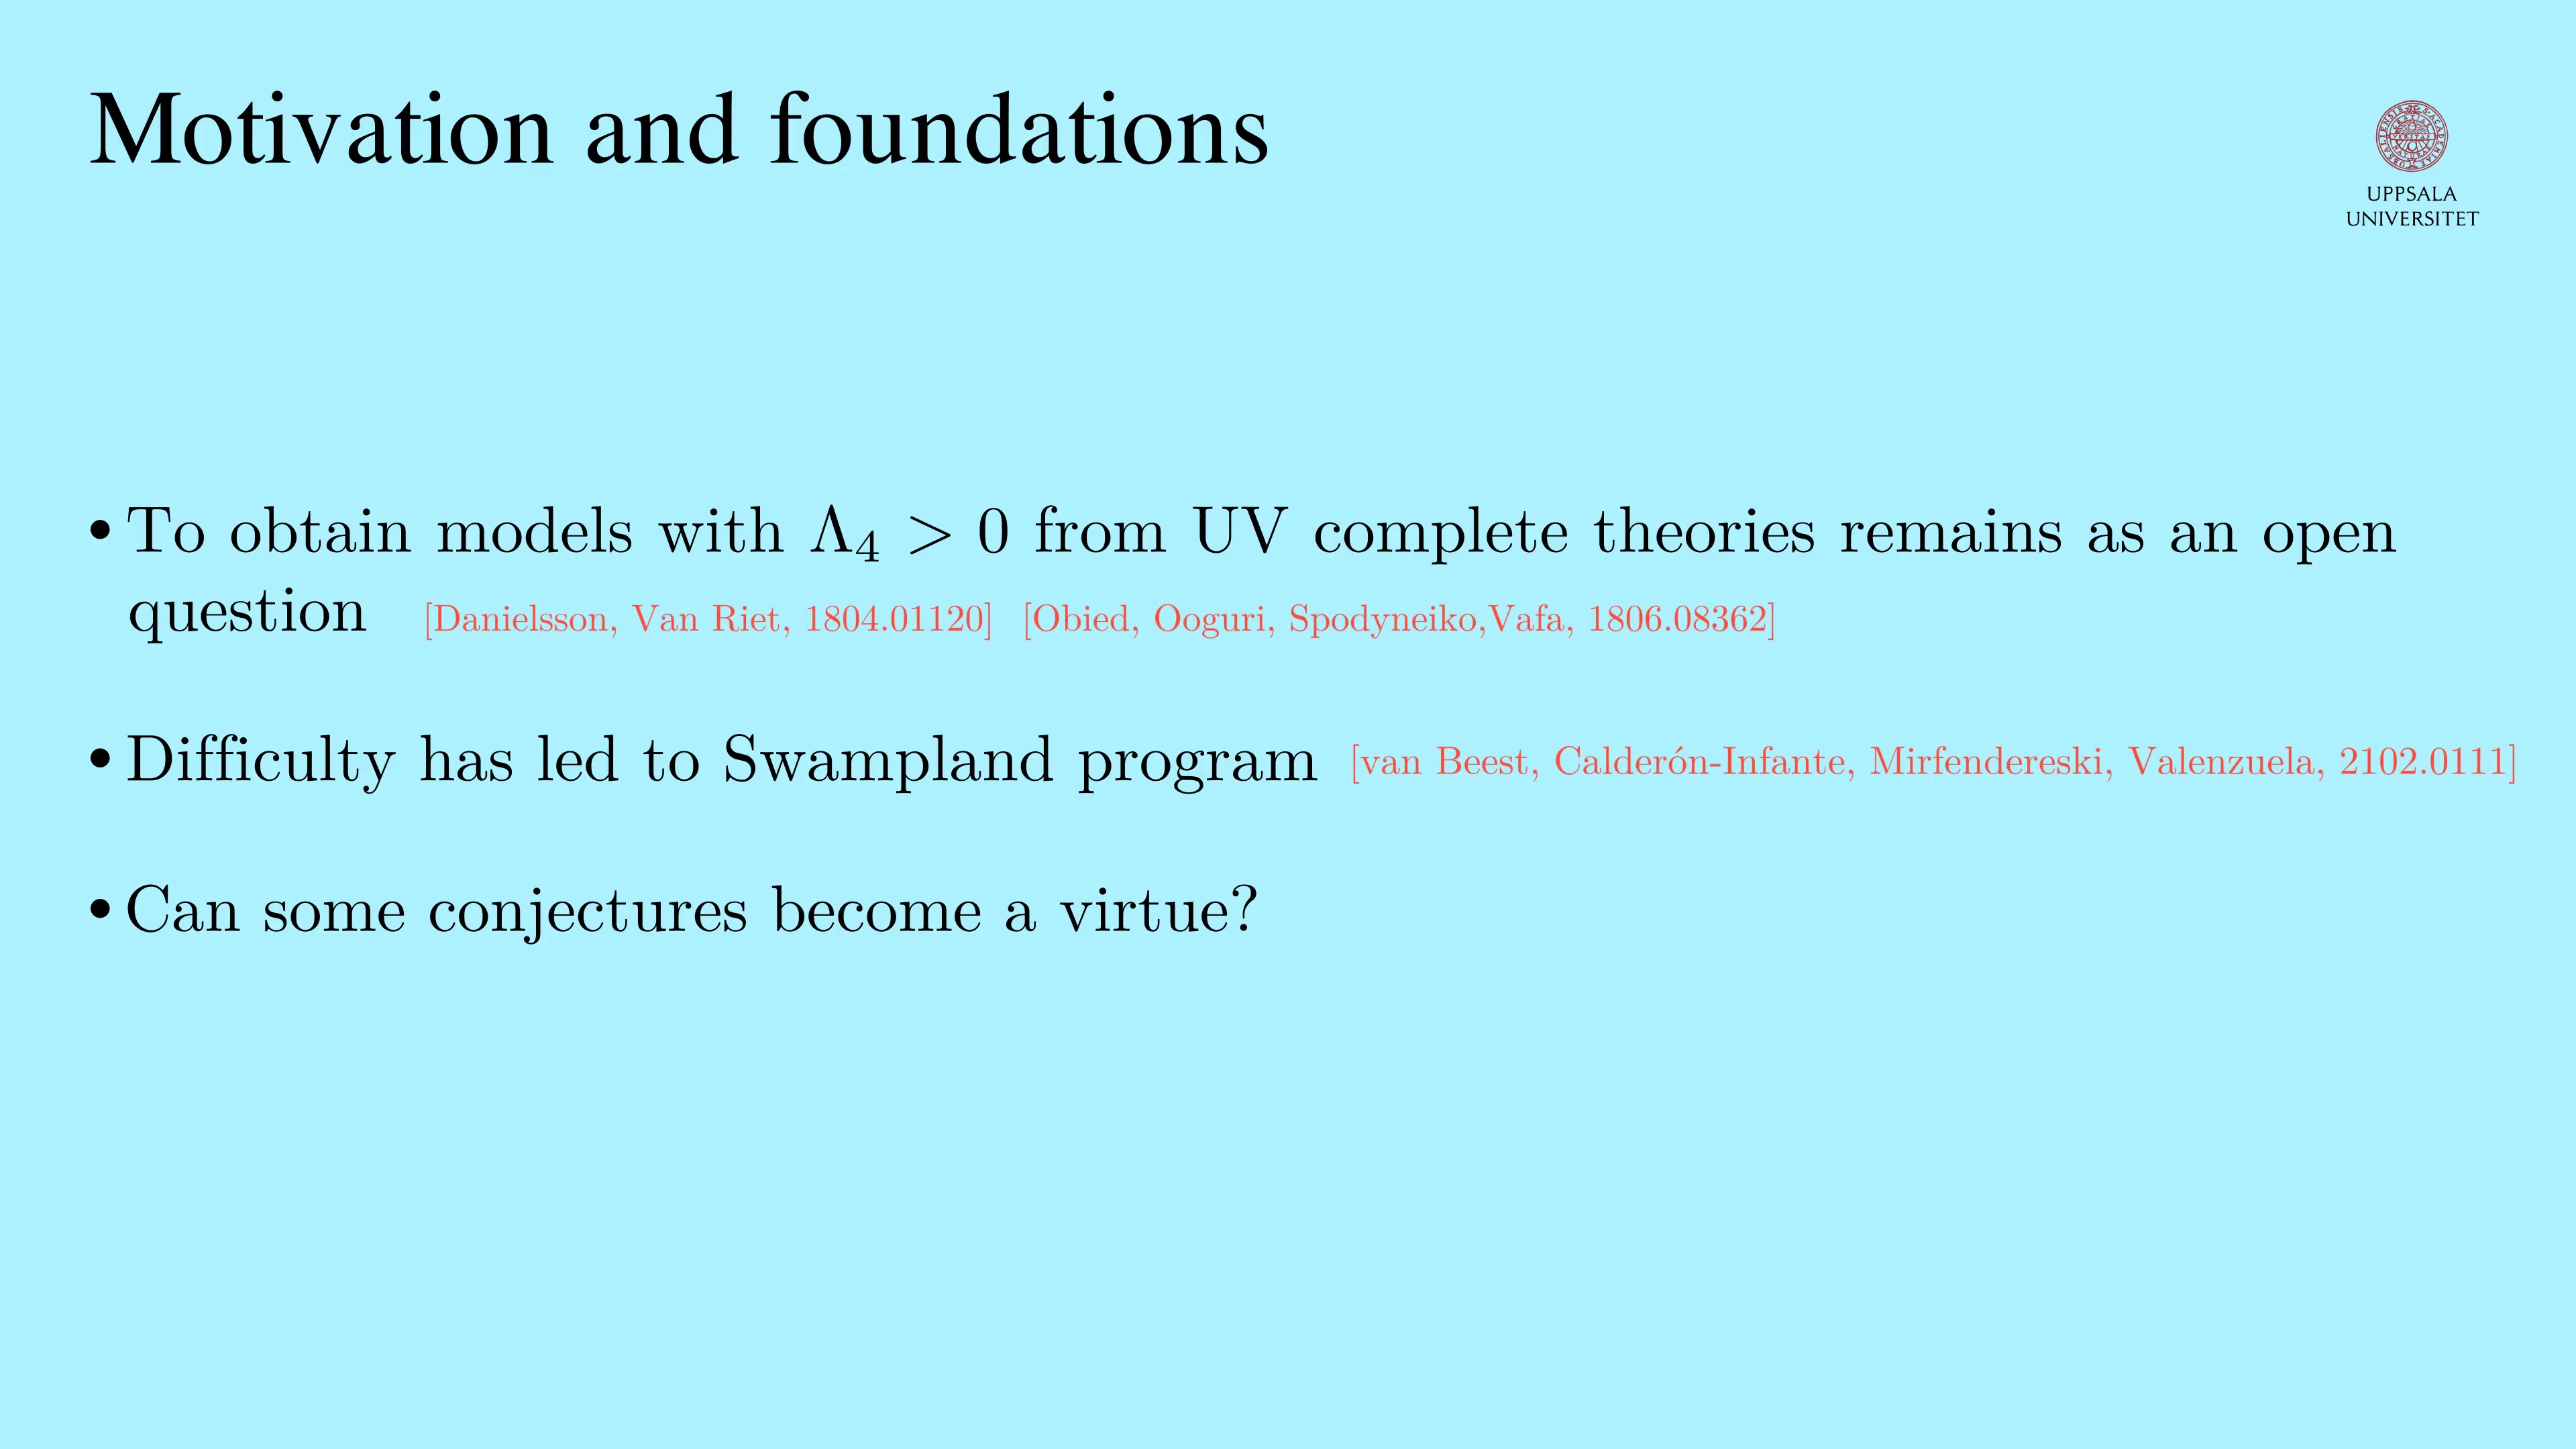 Motivation and foundations
UPPSALA
UNIVERSITET
• To obtain models with Λ₄ > 0 from UV complete theories remains as an open
question [Danielsson, Van Riet, 1804.01120] [Obied, Ooguri, Spodyneiko,Vafa, 1806.08362]
• Difficulty has led to Swampland program [van Beest, Calderón-Infante, Mirfendereski, Valenzuela, 2102.0111]
• Can some conjectures become a virtue?